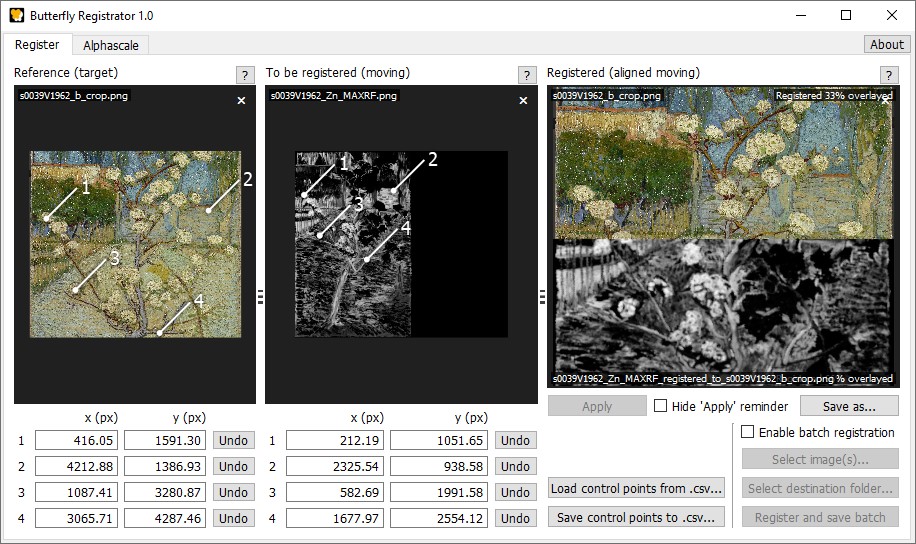 Butterfly Registrator 1.0
Register Alphascale About
Reference (target) ? To be registered (moving) ? Registered (aligned moving) ?
s0039V1962_b_crop.png × s0039V1962_Zn_MAXRF.png × s0039V1962_b_crop.png Registered 33% overlayed ×
1 2 3 4
1 2 3 4
s0039V1962_Zn_MAXRF_registered_to_s0039V1962_b_crop.png % overlayed
Apply Hide 'Apply' reminder Save as...
x (px) y (px) x (px) y (px)
1 416.05 1591.30 Undo 1 212.19 1051.65 Undo Enable batch registration
2 4212.88 1386.93 Undo 2 2325.54 938.58 Undo Select image(s)...
3 1087.41 3280.87 Undo 3 582.69 1991.58 Undo Load control points from .csv... Select destination folder...
4 3065.71 4287.46 Undo 4 1677.97 2554.12 Undo Save control points to .csv... Register and save batch